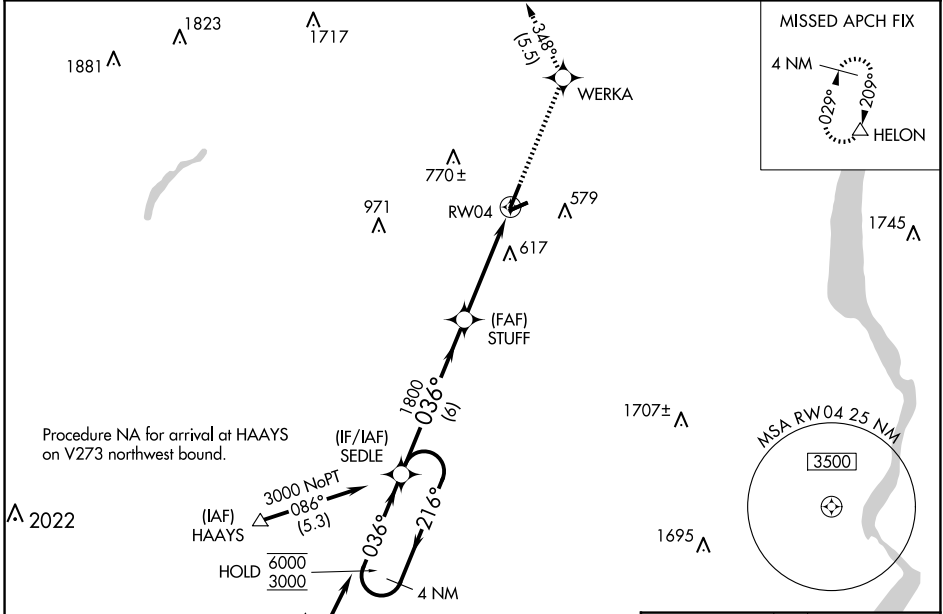 1823
1717
1881
348°
(5.5)
WERKA
MISSED APCH FIX
4 NM
029°
209°
HELON
770±
971
RW04
579
617
1745
(FAF)
STUFF
1800
036°
(6)
1707±
MSA RW04 25 NM
3500
Procedure NA for arrival at HAAYS
on V273 northwest bound.
(IF/IAF)
SEDLE
3000 NoPT
086°
(5.3)
(IAF)
HAAYS
2022
036°
216°
1695
HOLD
6000
3000
4 NM